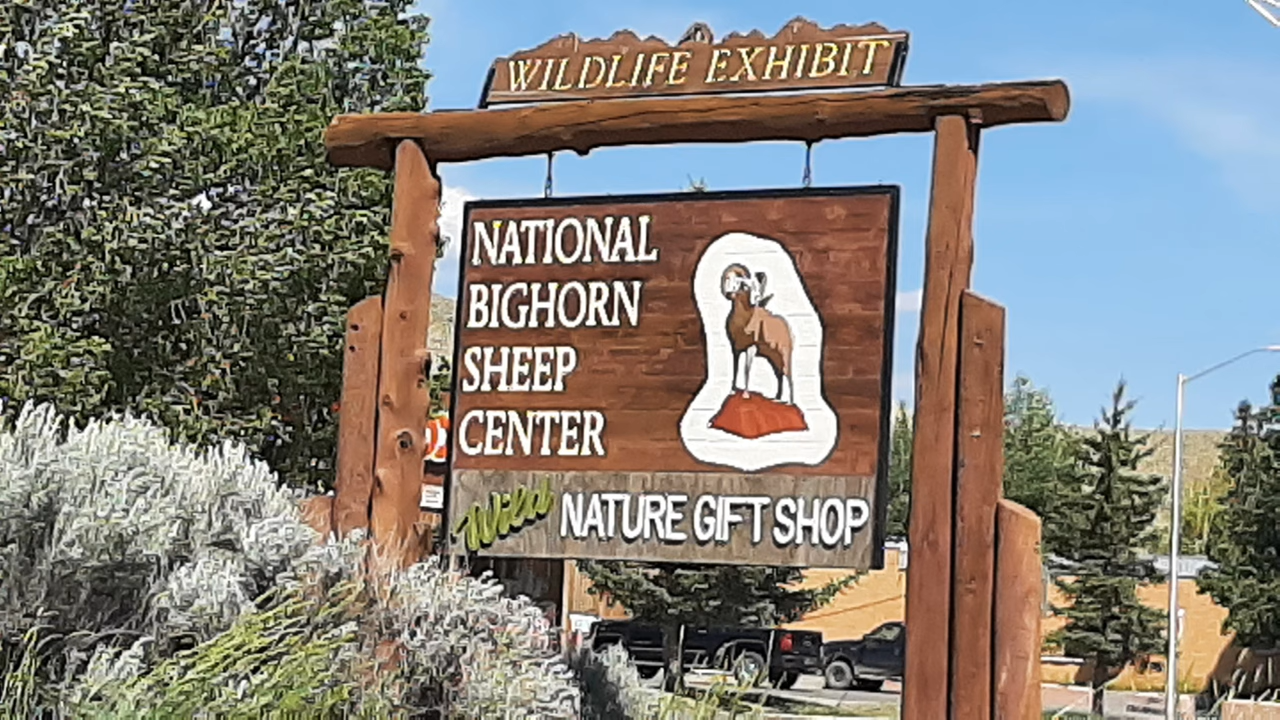 WILDLIFE EXHIBIT
NATIONAL
BIGHORN
SHEEP
CENTER
Wild NATURE GIFT SHOP